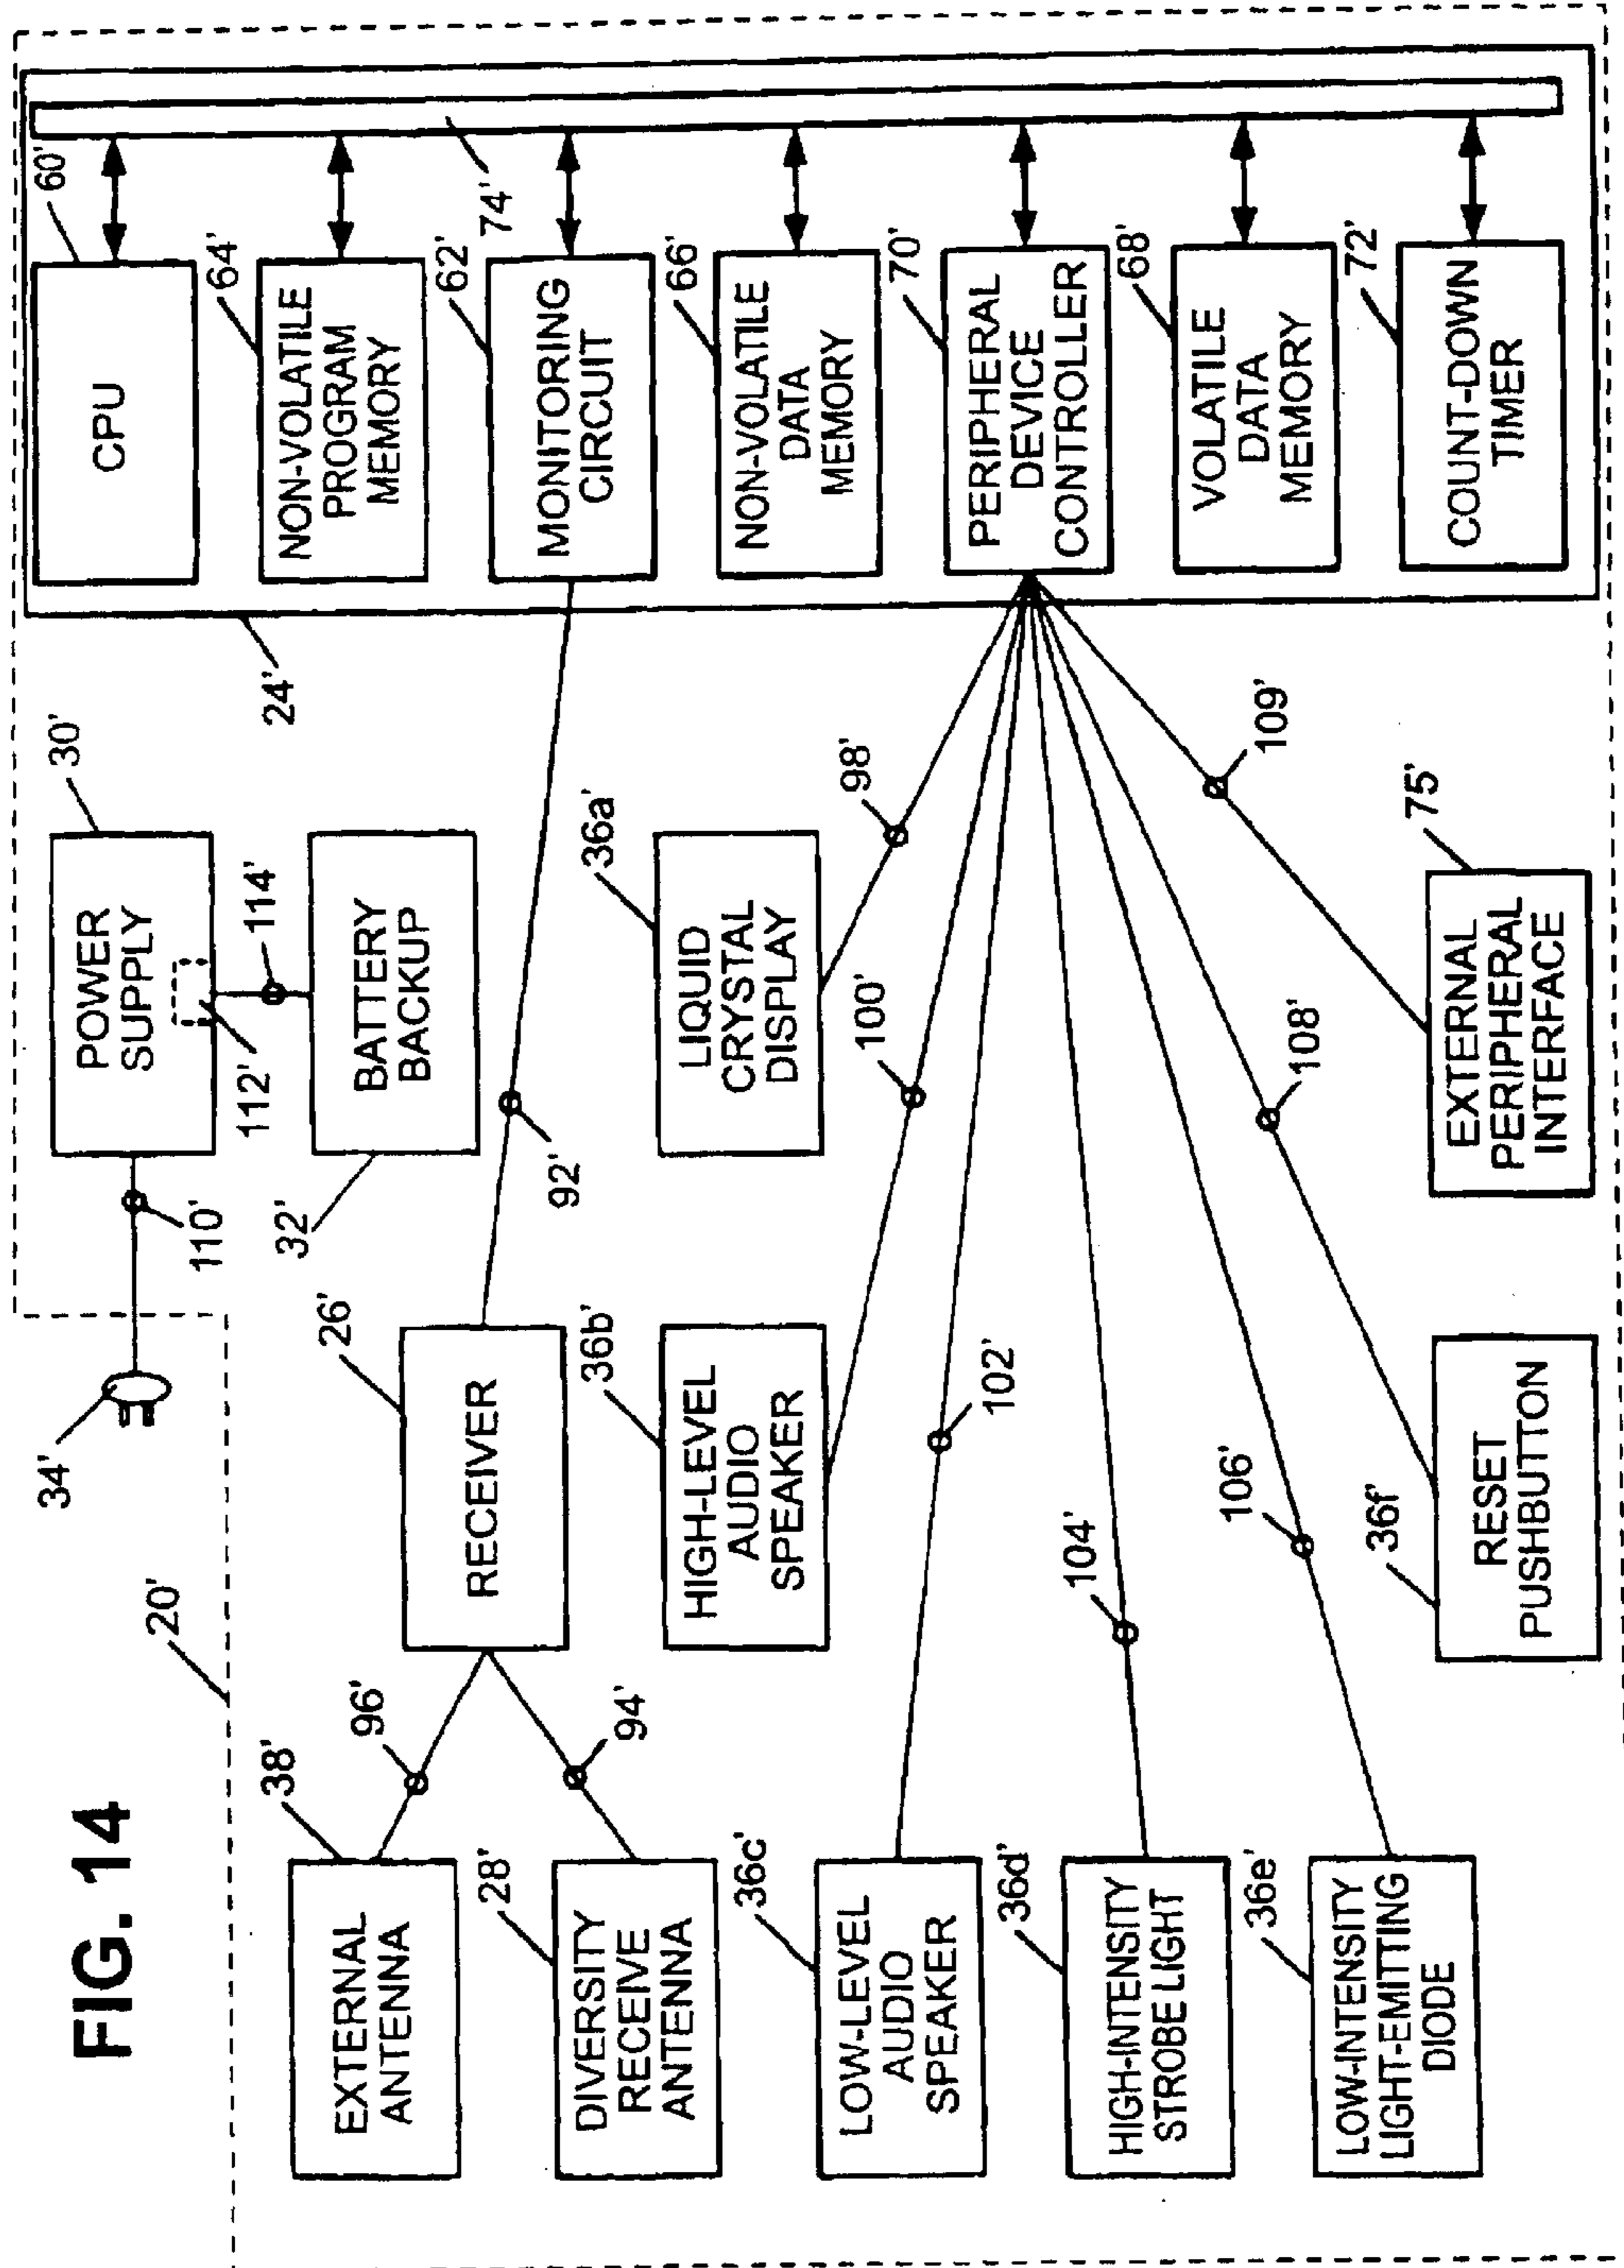 FIG. 14
34'
110'
POWER
SUPPLY
30'
112'
114'
BATTERY
BACKUP
32'
20'
24'
CPU
60'
NON-VOLATILE
PROGRAM
MEMORY
64'
MONITORING
CIRCUIT
62'
74'
NON-VOLATILE
DATA
MEMORY
66'
PERIPHERAL
DEVICE
CONTROLLER
70'
VOLATILE
DATA
MEMORY
68'
COUNT-DOWN
TIMER
72'
EXTERNAL
ANTENNA
38'
96'
DIVERSITY
RECEIVE
ANTENNA
28'
94'
RECEIVER
26'
92'
LIQUID
CRYSTAL
DISPLAY
36a'
98'
HIGH-LEVEL
AUDIO
SPEAKER
36b'
100'
LOW-LEVEL
AUDIO
SPEAKER
36c'
102'
HIGH-INTENSITY
STROBE LIGHT
36d'
104'
LOW-INTENSITY
LIGHT-EMITTING
DIODE
36e'
106'
RESET
PUSHBUTTON
36f'
108'
EXTERNAL
PERIPHERAL
INTERFACE
75'
109'